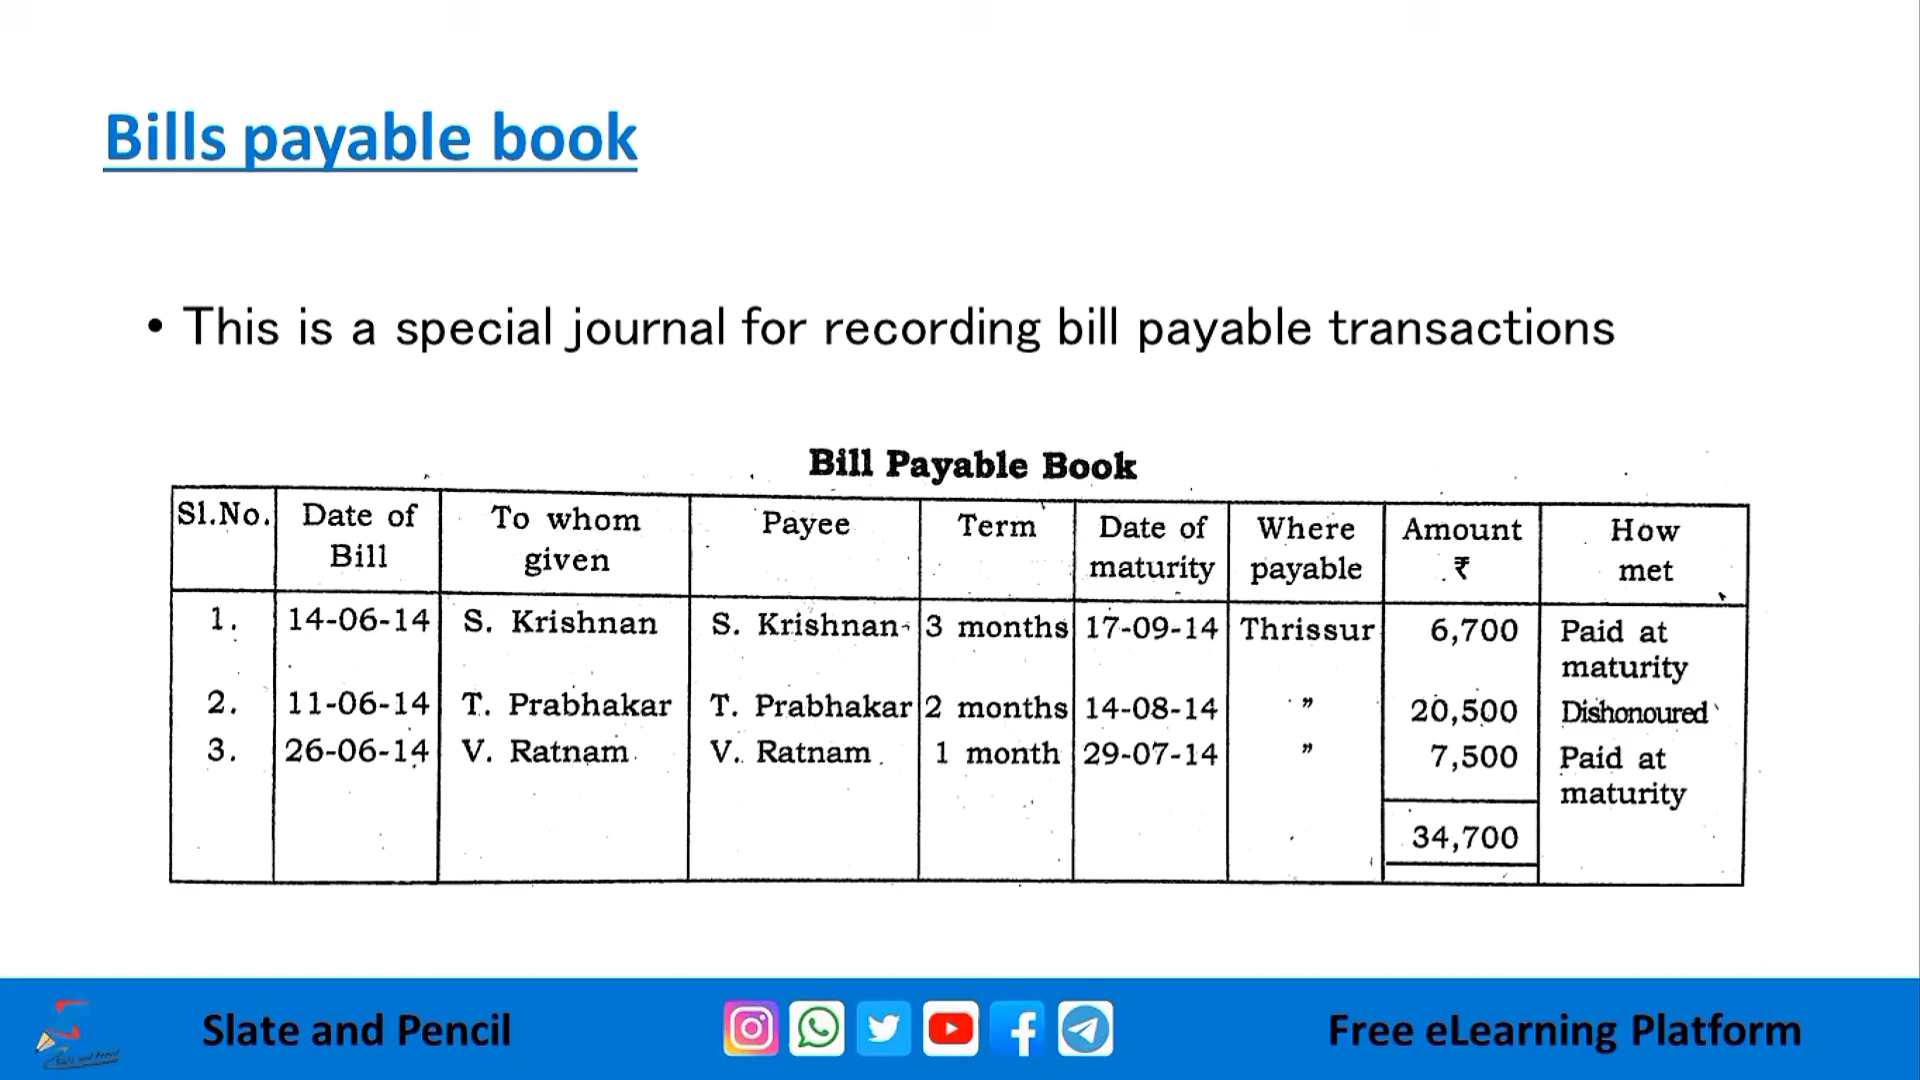 Bills payable book
• This is a special journal for recording bill payable transactions
Bill Payable Book
Sl.No. Date of Bill To whom given Payee Term Date of maturity Where payable Amount ₹ How met
1. 14-06-14 S. Krishnan S. Krishnan 3 months 17-09-14 Thrissur 6,700 Paid at maturity
2. 11-06-14 T. Prabhakar T. Prabhakar 2 months 14-08-14 " 20,500 Dishonoured
3. 26-06-14 V. Ratnam V. Ratnam 1 month 29-07-14 " 7,500 Paid at maturity
34,700
Slate and Pencil
Free eLearning Platform